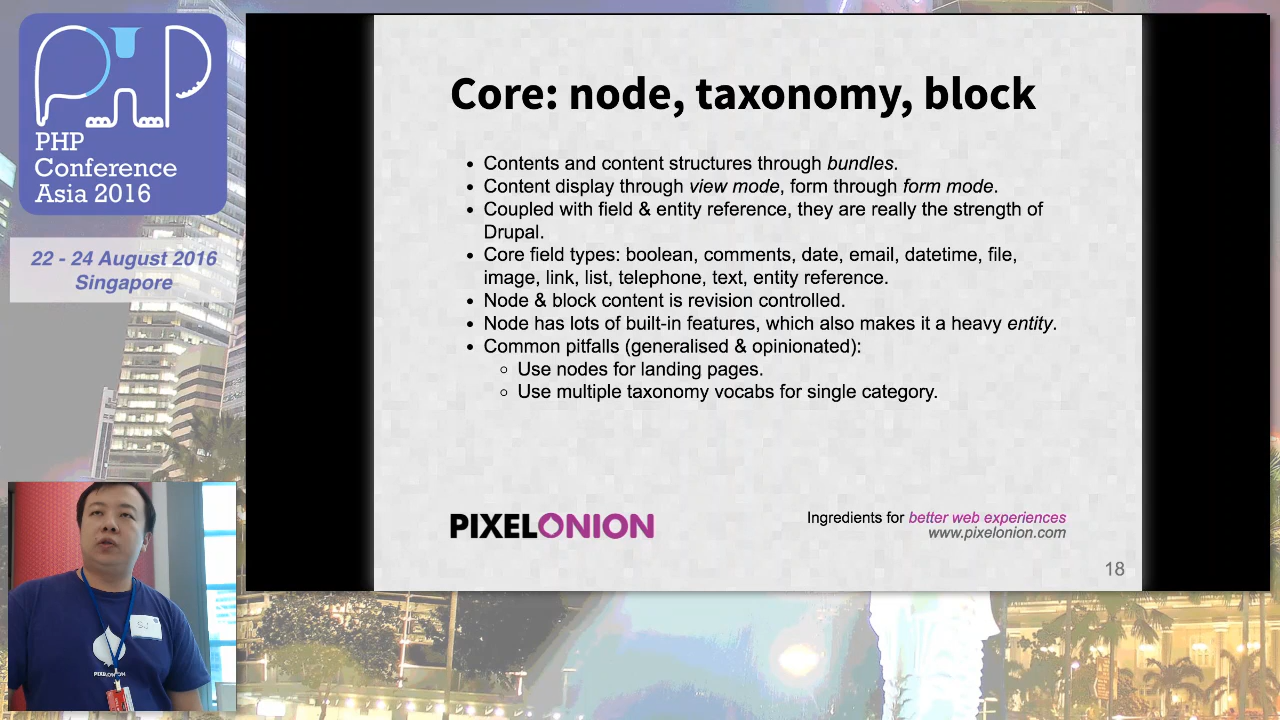 PHP
Conference
Asia 2016
22 - 24 August 2016
Singapore
Core: node, taxonomy, block
• Contents and content structures through bundles.
• Content display through view mode, form through form mode.
• Coupled with field & entity reference, they are really the strength of
Drupal.
• Core field types: boolean, comments, date, email, datetime, file,
image, link, list, telephone, text, entity reference.
• Node & block content is revision controlled.
• Node has lots of built-in features, which also makes it a heavy entity.
• Common pitfalls (generalised & opinionated):
◦ Use nodes for landing pages.
◦ Use multiple taxonomy vocabs for single category.
PIXELONION
Ingredients for better web experiences
www.pixelonion.com
18
PIXELONION